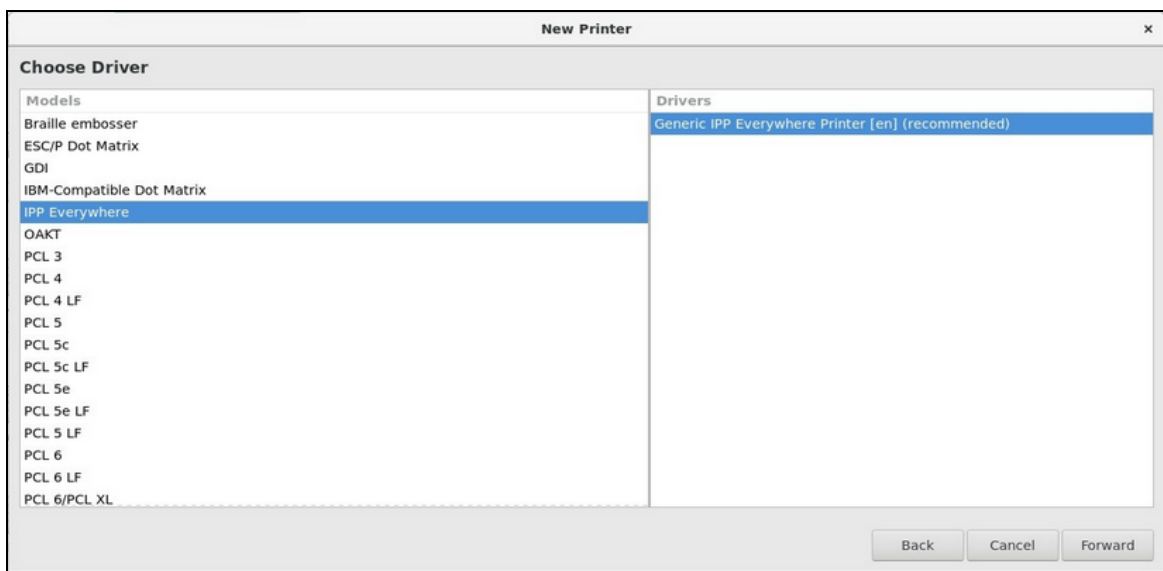 New Printer
×
Choose Driver
Models
Braille embosser
ESC/P Dot Matrix
GDI
IBM-Compatible Dot Matrix
IPP Everywhere
OAKT
PCL 3
PCL 4
PCL 4 LF
PCL 5
PCL 5c
PCL 5c LF
PCL 5e
PCL 5e LF
PCL 5 LF
PCL 6
PCL 6 LF
PCL 6/PCL XL
Drivers
Generic IPP Everywhere Printer [en] (recommended)
Back
Cancel
Forward